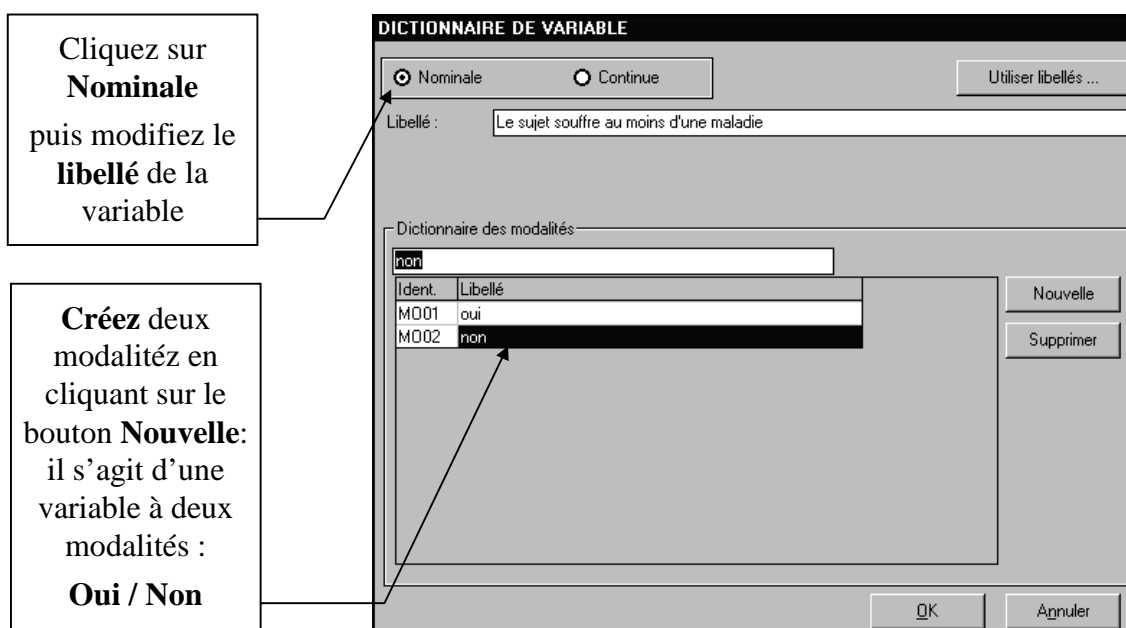 Cliquez sur
Nominale
puis modifiez le
libellé de la
variable
Créez deux
modalitéz en
cliquant sur le
bouton Nouvelle:
il s’agit d’une
variable à deux
modalités :
Oui / Non
DICTIONNAIRE DE VARIABLE
Nominale Continue Utiliser libellés ...
Libellé : Le sujet souffre au moins d'une maladie
Dictionnaire des modalités
non
Ident. Libellé
MO01 oui
MO02 non
Nouvelle
Supprimer
OK Annuler